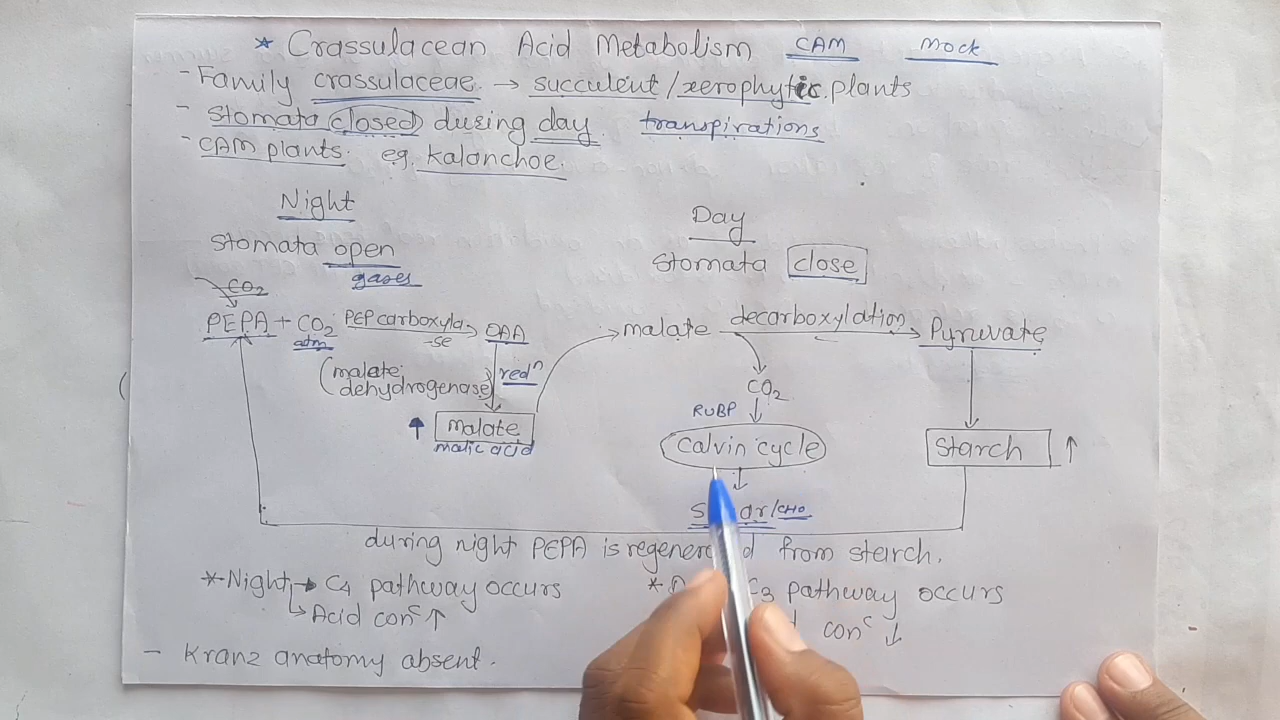 * Crassulacean Acid Metabolism CAM Mock
- Family crassulaceae. → succulent/xerophytic plants
- Stomata closed during day. transpirations
- CAM plants. eg. Kalanchoe.
Night
Day
Stomata open
Stomata close
gases
CO2
PEPA + CO2 PEP carboxyla-se → OAA
atm
→ malate decarboxylation → Pyruvate
(malate dehydrogenase) redn
CO2
RUBP
↑ malate
malic acid
Calvin cycle
Starch ↑
/CHO
during night PEPA is from starch.
*Night → C4 pathway occurs
* C3 pathway occurs
↳ Acid conc ↑
conc ↓
- Kranz anatomy absent.